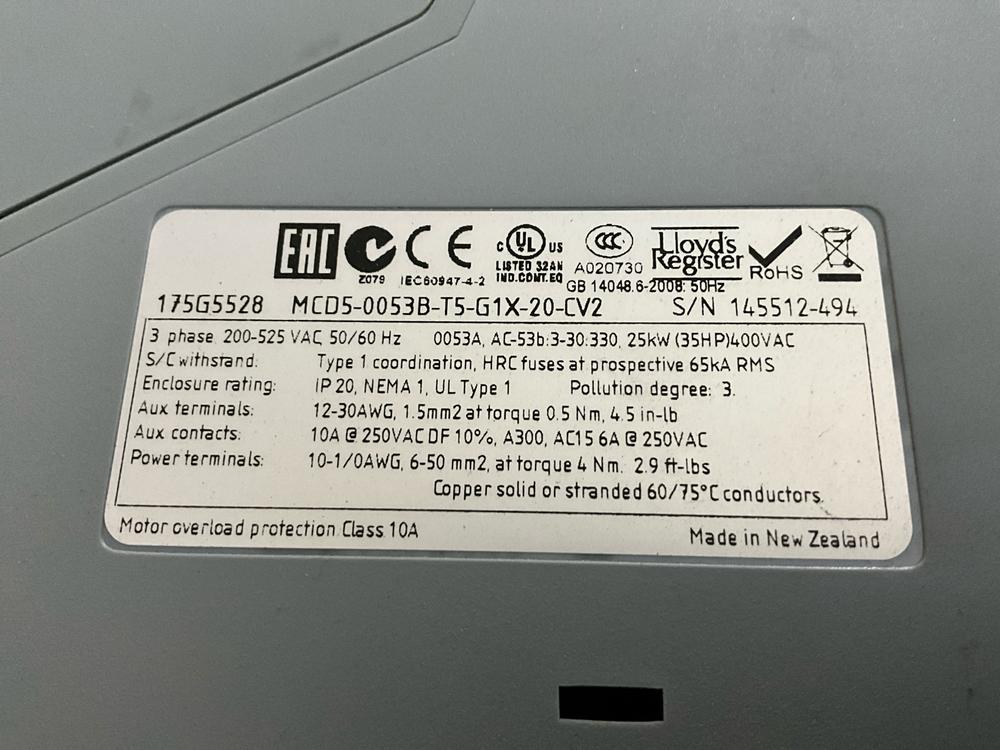 EAC
Z079
CE
IEC60947-4-2
C UL US
LISTED 32AN
IND.CONT.EQ
CCC
A020730
Lloyd's
Register
RoHS
GB 14048.6-2008: 50Hz
175G5528 MCD5-0053B-T5-G1X-20-CV2 S/N 145512-494
3 phase 200-525 VAC, 50/60 Hz 0053A, AC-53b:3-30:330, 25kW (35HP)400VAC
S/C withstand: Type 1 coordination, HRC fuses at prospective 65kA RMS
Enclosure rating: IP 20, NEMA 1, UL Type 1 Pollution degree: 3.
Aux terminals: 12-30AWG, 1.5mm2 at torque 0.5 Nm, 4.5 in-lb
Aux contacts: 10A @ 250VAC DF 10%, A300, AC15 6A @ 250VAC
Power terminals: 10-1/0AWG, 6-50 mm2, at torque 4 Nm. 2.9 ft-lbs
Copper solid or stranded 60/75°C conductors.
Motor overload protection Class 10A
Made in New Zealand